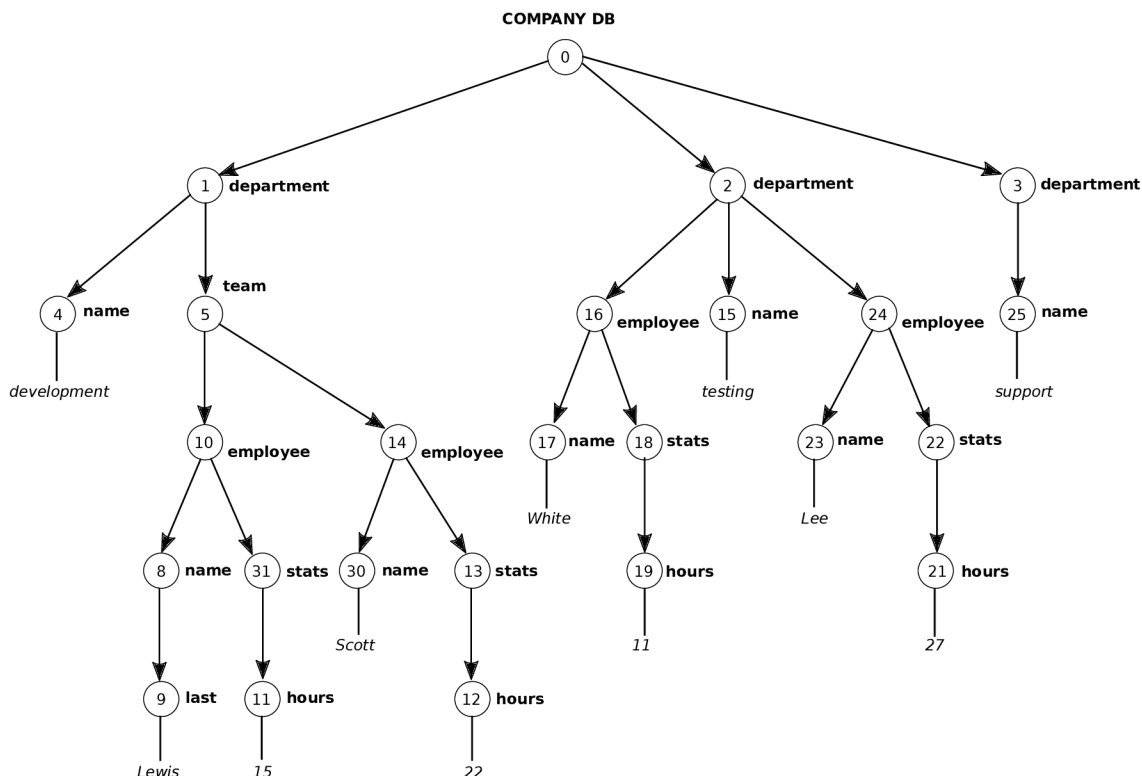 COMPANY DB
0
1 department
2 department
3 department
4 name
team
5
16 employee
15 name
24 employee
25 name
development
testing
support
10 employee
14 employee
17 name
18 stats
23 name
22 stats
White
Lee
8 name
31 stats
30 name
13 stats
19 hours
21 hours
Scott
11
27
9 last
11 hours
12 hours
Lewis
15
22